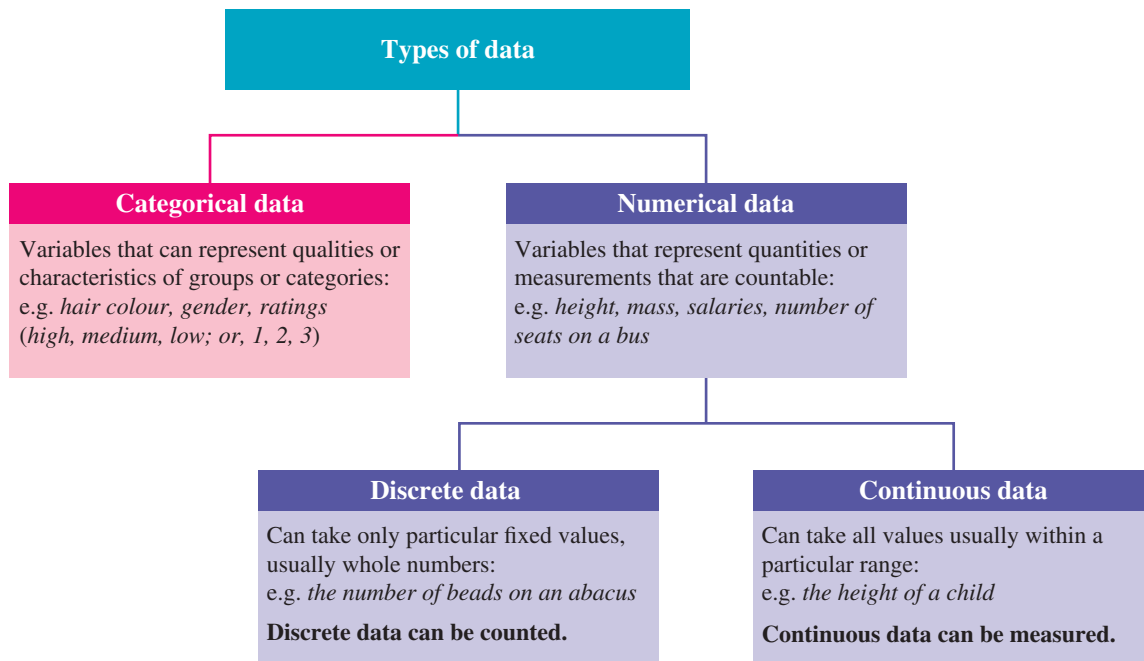 Types of data
Categorical data
Variables that can represent qualities or
characteristics of groups or categories:
e.g. hair colour, gender, ratings
(high, medium, low; or, 1, 2, 3)
Numerical data
Variables that represent quantities or
measurements that are countable:
e.g. height, mass, salaries, number of
seats on a bus
Discrete data
Can take only particular fixed values,
usually whole numbers:
e.g. the number of beads on an abacus
Discrete data can be counted.
Continuous data
Can take all values usually within a
particular range:
e.g. the height of a child
Continuous data can be measured.